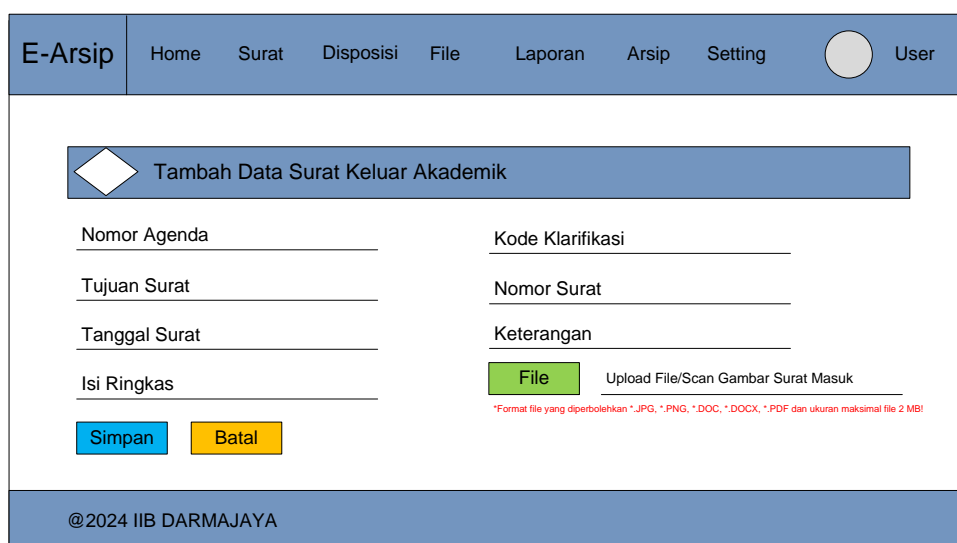 E-Arsip Home Surat Disposisi File Laporan Arsip Setting User
Tambah Data Surat Keluar Akademik
Nomor Agenda
Kode Klarifikasi
Tujuan Surat
Nomor Surat
Tanggal Surat
Keterangan
Isi Ringkas
File Upload File/Scan Gambar Surat Masuk
*Format file yang diperbolehkan *.JPG, *.PNG, *.DOC, *.DOCX, *.PDF dan ukuran maksimal file 2 MB!
Simpan Batal
@2024 IIB DARMAJAYA